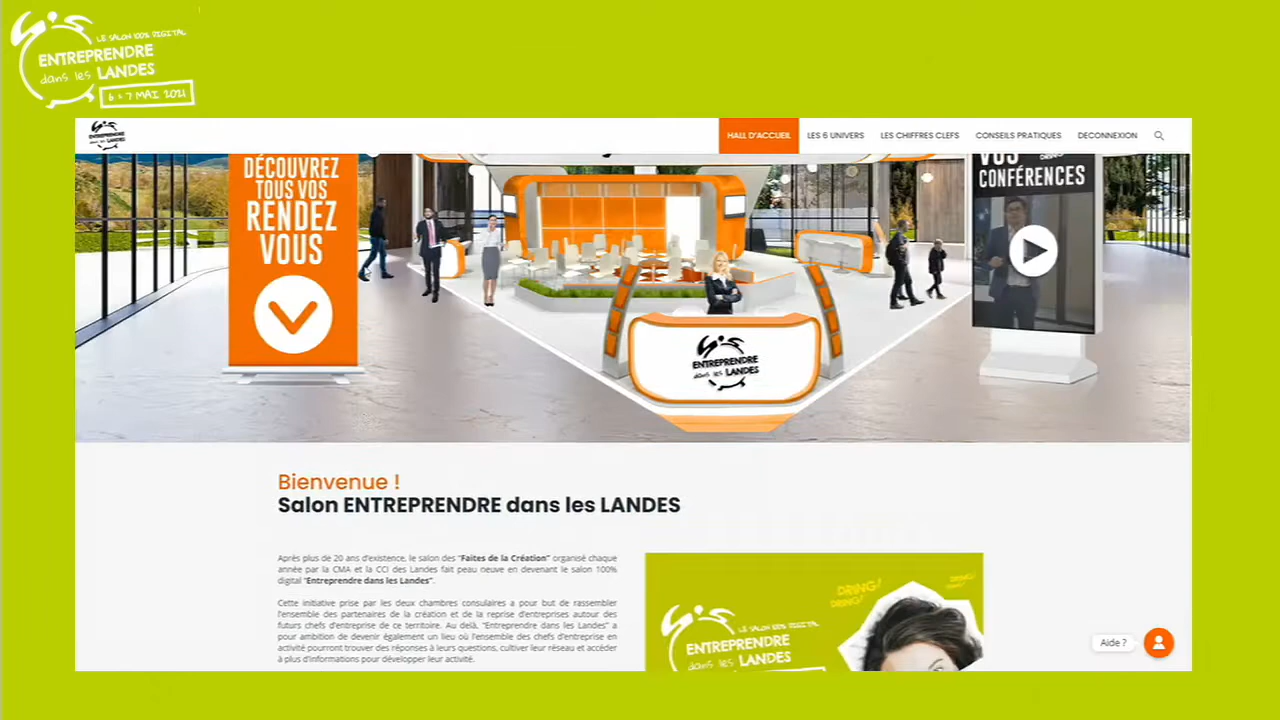 LE SALON 100% DIGITAL
ENTREPRENDRE
dans les LANDES
6 & 7 MAI 2021
ENTREPRENDRE
dans les LANDES
HALL D'ACCUEIL
LES 6 UNIVERS
LES CHIFFRES CLEFS
CONSEILS PRATIQUES
DECONNEXION
DÉCOUVREZ
TOUS VOS
RENDEZ
VOUS
VOS
CONFÉRENCES
ENTREPRENDRE
dans les LANDES
Bienvenue !
Salon ENTREPRENDRE dans les LANDES
Après plus de 20 ans d'existence, le salon des "Faites de la Création" organisé chaque
année par la CMA et la CCI des Landes fait peau neuve en devenant le salon 100%
digital "Entreprendre dans les Landes".
Cette initiative prise par les deux chambres consulaires a pour but de rassembler
l'ensemble des partenaires de la création et de la reprise d'entreprises autour des
futurs chefs d'entreprise de ce territoire. Au delà, "Entreprendre dans les Landes" a
pour ambition de devenir également un lieu où l'ensemble des chefs d'entreprise en
activité pourront trouver des réponses à leurs questions, cultiver leur réseau et accéder
à plus d'informations pour développer leur activité.
DRING!
DRING!
DRING!
LE SALON 100% DIGITAL
ENTREPRENDRE
dans les LANDES
Aide ?